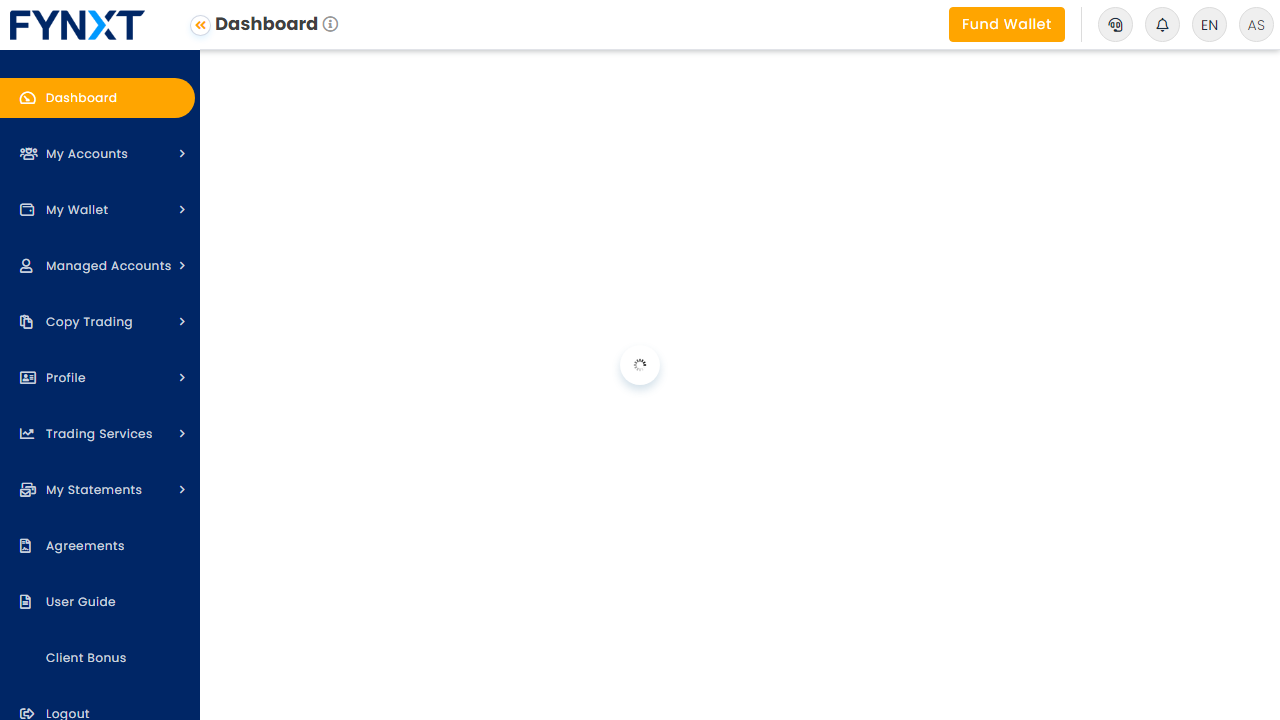 FYNXT
Dashboard
Fund Wallet
EN
AS
Dashboard
My Accounts
My Wallet
Managed Accounts
Copy Trading
Profile
Trading Services
My Statements
Agreements
User Guide
Client Bonus
Logout